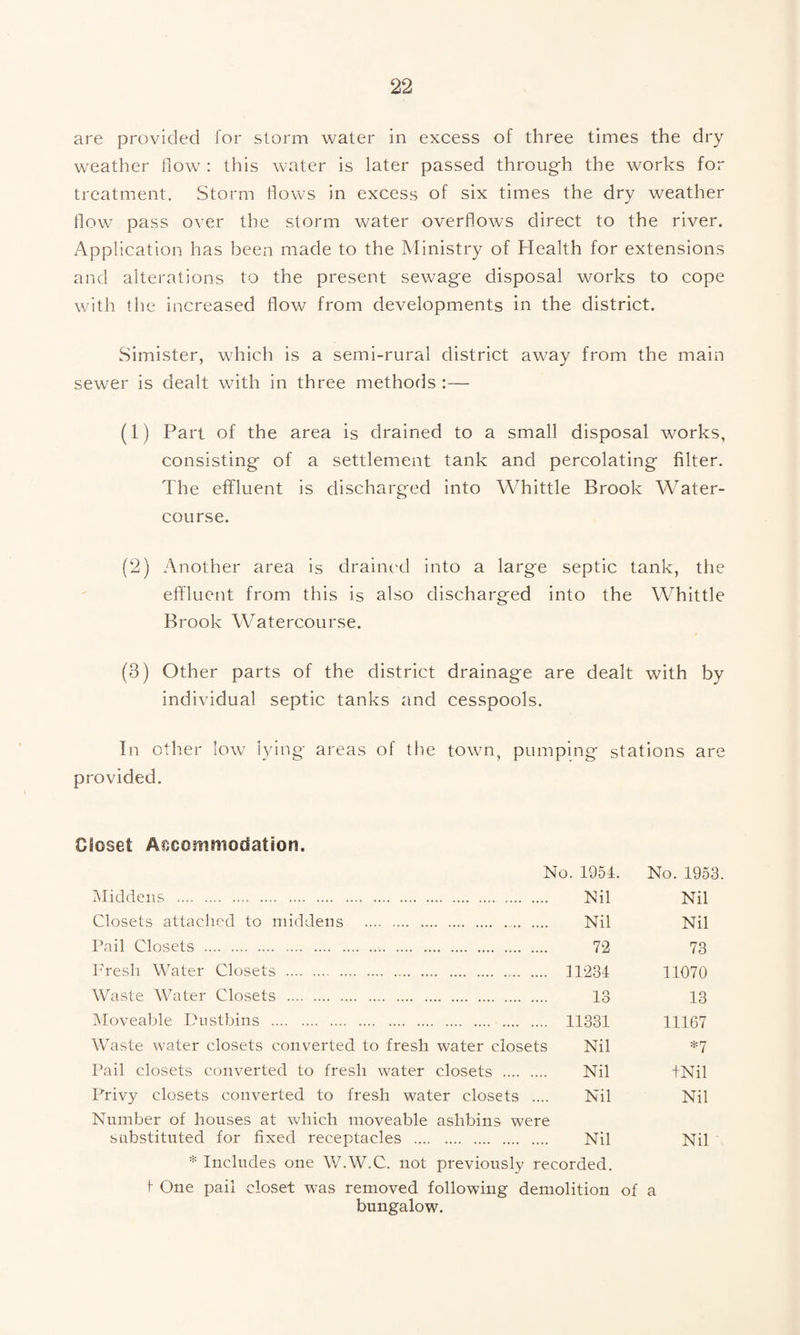 22
are provided for storm water in excess of three times the dry
weather flow : this water is later passed through the works for
treatment. Storm flows in excess of six times the dry weather
flow pass over the storm water overflows direct to the river.
Application has been made to the Ministry of Health for extensions
and alterations to the present sewage disposal works to cope
with the increased flow from developments in the district.
Simister, which is a semi-rural district away from the main
sewer is dealt with in three methods :—
(1) Part of the area is drained to a small disposal works,
consisting of a settlement tank and percolating filter.
The effluent is discharged into Whittle Brook Water-
course.
(2) Another area is drained into a large septic tank, the
effluent from this is also discharged into the Whittle
Brook Watercourse.
(3) Other parts of the district drainage are dealt with by
individual septic tanks and cesspools.
In other low lying areas of the town, pumping stations are
provided.
Closet Accommodation.
No. 1954. No. 1953.
Middens .... Nil Nil
Closets attached to middens .... Nil Nil
Pail Closets .... 72 73
Fresh Water Closets .... 11234 11070
Waste Water Closets .... 13 13
Moveable Dustbins .... 11331 11167
Waste water closets converted to fresh water closets Nil *7
Pail closets converted to fresh water closets .... Nil †Nil
Privy closets converted to fresh water closets .... Nil Nil
Number of houses at which moveable ashbins were
substituted for fixed receptacles .... Nil Nil
* Includes one W.W.C. not previously recorded.
† One pail closet was removed following demolition of a
bungalow.